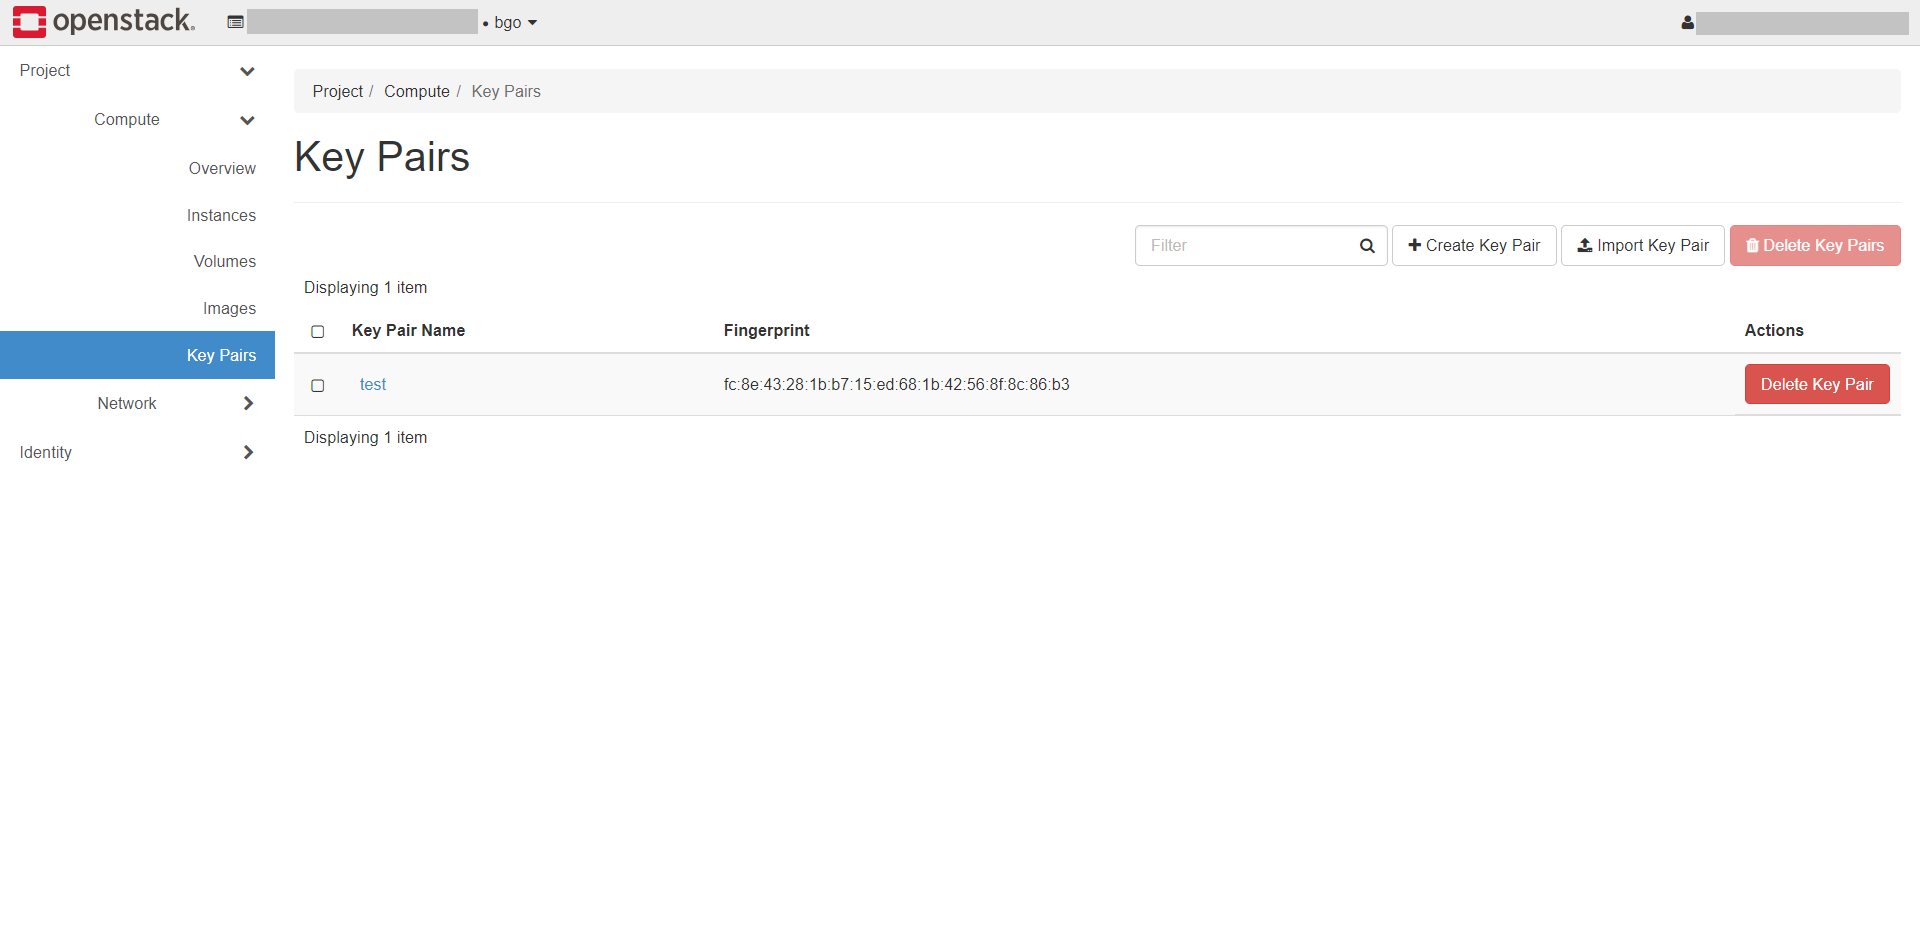 openstack. • bgo
Project
Compute
Overview
Instances
Volumes
Images
Key Pairs
Network
Identity
Project / Compute / Key Pairs
Key Pairs
Filter Create Key Pair Import Key Pair Delete Key Pairs
Displaying 1 item
Key Pair Name Fingerprint Actions
test fc:8e:43:28:1b:b7:15:ed:68:1b:42:56:8f:8c:86:b3 Delete Key Pair
Displaying 1 item